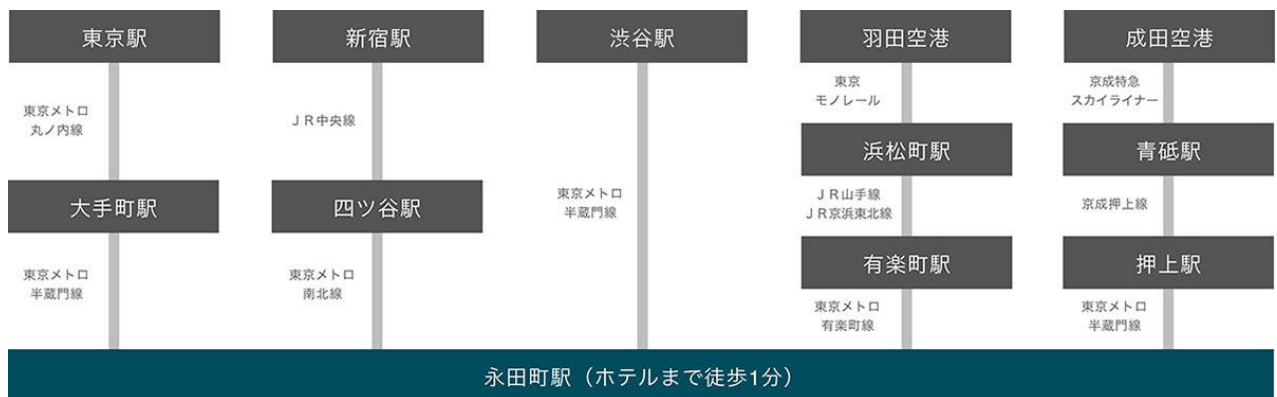 東京駅
新宿駅
渋谷駅
羽田空港
成田空港
東京メトロ
丸ノ内線
ＪＲ中央線
東京メトロ
半蔵門線
東京
モノレール
京成特急
スカイライナー
浜松町駅
青砥駅
大手町駅
四ツ谷駅
ＪＲ山手線
ＪＲ京浜東北線
京成押上線
有楽町駅
押上駅
東京メトロ
半蔵門線
東京メトロ
南北線
東京メトロ
有楽町線
東京メトロ
半蔵門線
永田町駅（ホテルまで徒歩1分）